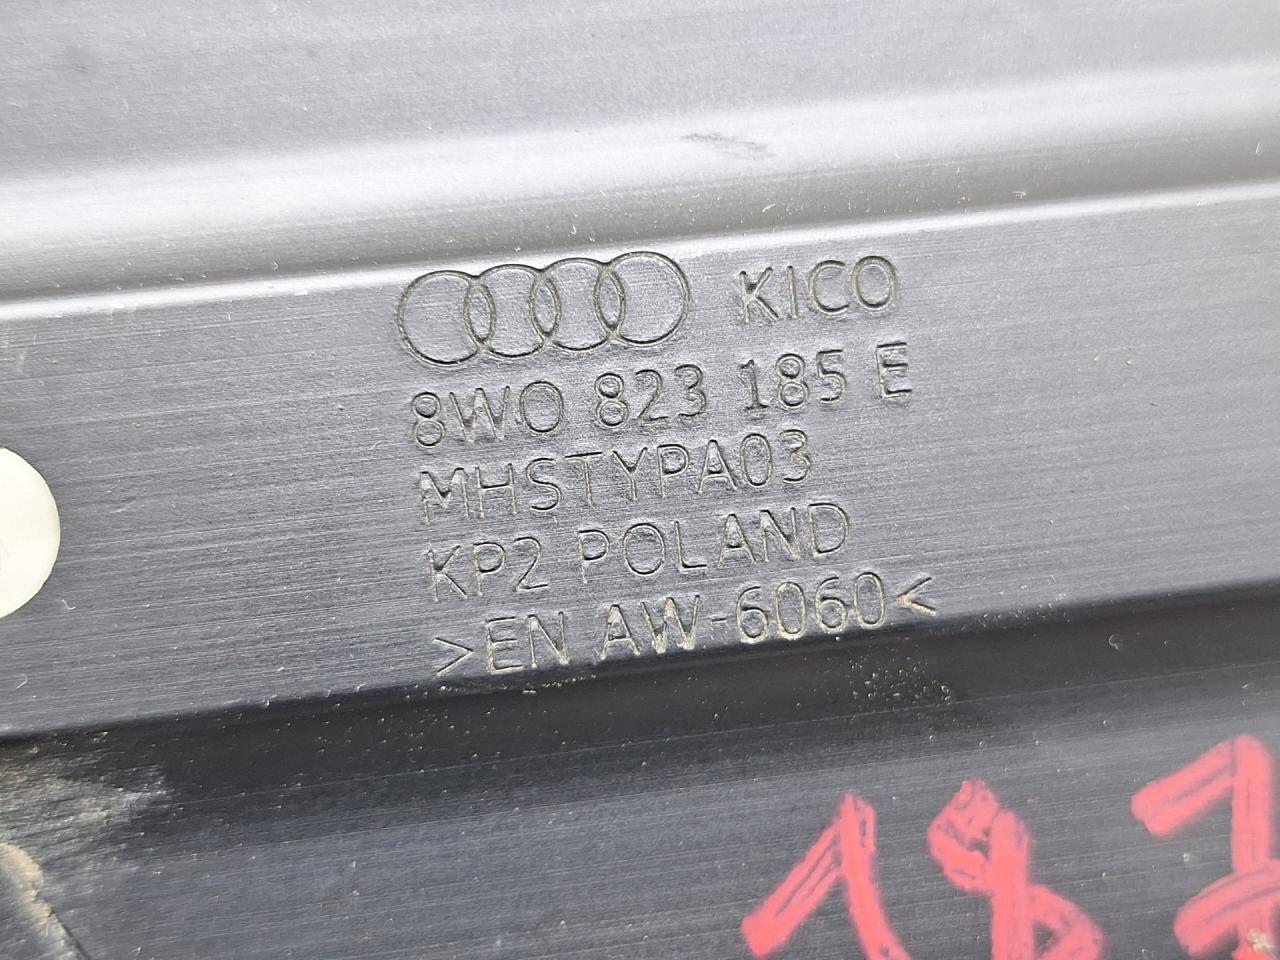 KICO
8W0 823 185 E
MHSTYPA03
KP2 POLAND
>EN AW-6060<